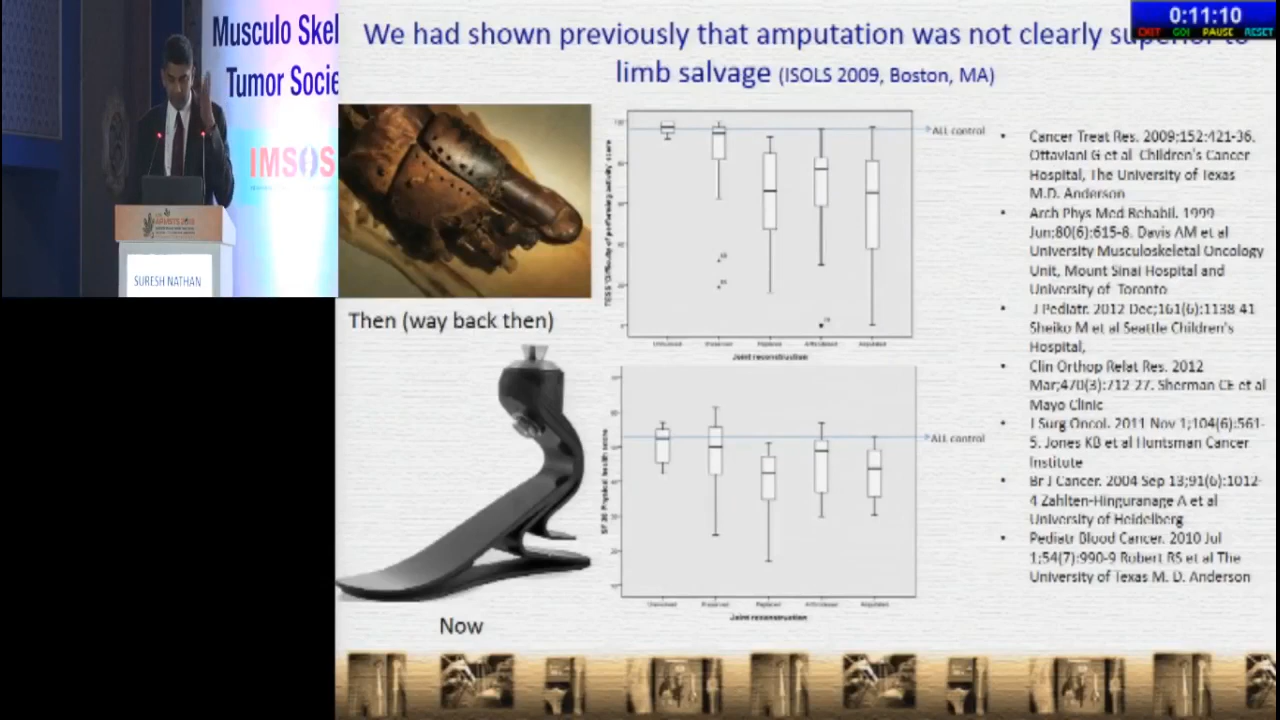 Musculo Skel
Tumor Socie
IMSOS
SURESH NATHAN
0:11:10
EXIT GO! PAUSE RESET
We had shown previously that amputation was not clearly superior to
limb salvage (ISOLS 2009, Boston, MA)
Then (way back then)
Now
ALL control
Joint reconstruction
ALL control
Joint reconstruction
• Cancer Treat Res. 2009;152:421-36.
Ottaviani G et al Children's Cancer
Hospital, The University of Texas
M.D. Anderson
• Arch Phys Med Rehabil. 1999
Jun;80(6):615-8. Davis AM et al
University Musculoskeletal Oncology
Unit, Mount Sinai Hospital and
University of Toronto
• J Pediatr. 2012 Dec;161(6):1138-41
Sheiko M et al Seattle Children's
Hospital,
• Clin Orthop Relat Res. 2012
Mar;470(3):712-27. Sherman CE et al
Mayo Clinic
• J Surg Oncol. 2011 Nov 1;104(6):561-
5. Jones KB et al Huntsman Cancer
Institute
• Br J Cancer. 2004 Sep 13;91(6):1012-
4 Zahlten-Hinguranage A et al
University of Heidelberg
• Pediatr Blood Cancer. 2010 Jul
1;54(7):990-9 Robert RS et al The
University of Texas M. D. Anderson